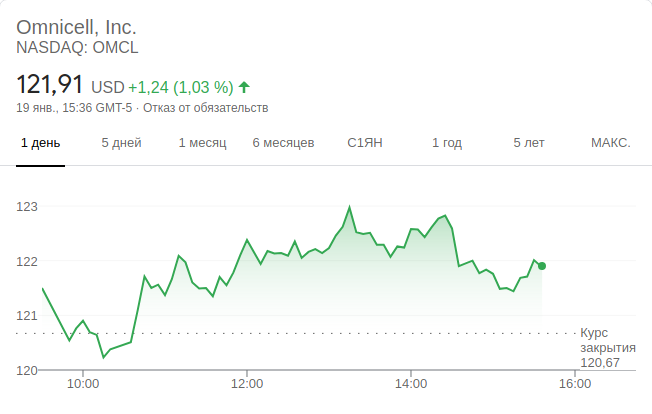 Omnicell, Inc.
NASDAQ: OMCL
121,91 USD +1,24 (1,03 %)
19 янв., 15:36 GMT-5 · Отказ от обязательств
1 день 5 дней 1 месяц 6 месяцев С1ЯН 1 год 5 лет МАКС.
123
122
121
Курс
закрытия
120,67
120
10:00 12:00 14:00 16:00